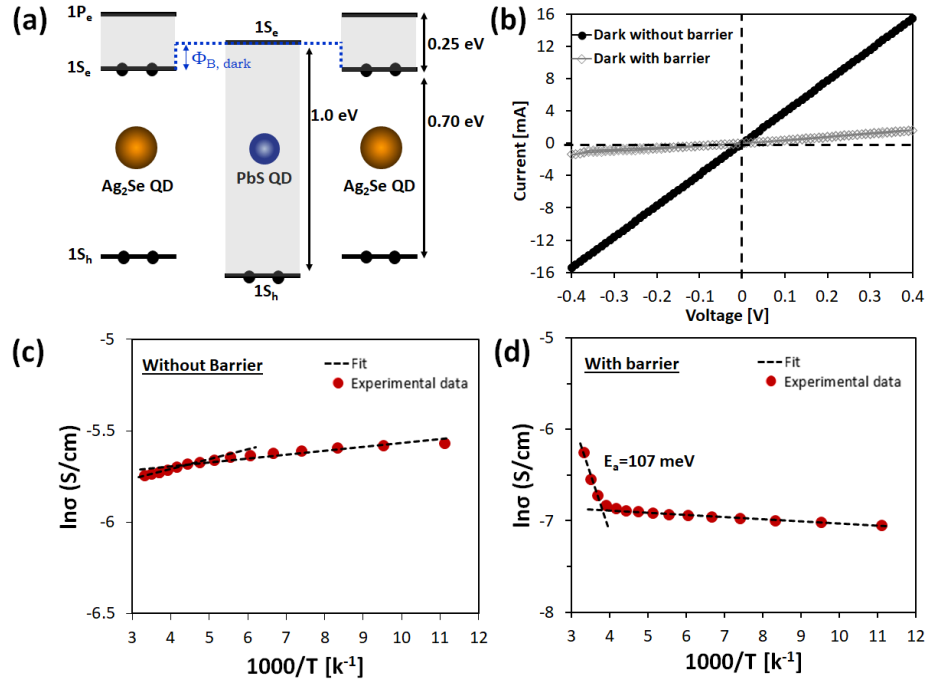 (a)
1Pe
1Se
1Se
ΦB, dark
0.25 eV
1.0 eV
0.70 eV
Ag2Se QD
PbS QD
Ag2Se QD
1Sh
1Sh
(b)
Dark without barrier
Dark with barrier
Current [mA]
16
12
8
4
0
-4
-8
-12
-16
-0.4 -0.3 -0.2 -0.1 0 0.1 0.2 0.3 0.4
Voltage [V]
(c)
Without Barrier
Fit
Experimental data
lnσ (S/cm)
-5
-5.5
-6
-6.5
3 4 5 6 7 8 9 10 11 12
1000/T [k-1]
(d)
With barrier
Fit
Experimental data
Ea=107 meV
lnσ (S/cm)
-5
-6
-7
-8
3 4 5 6 7 8 9 10 11 12
1000/T [k-1]